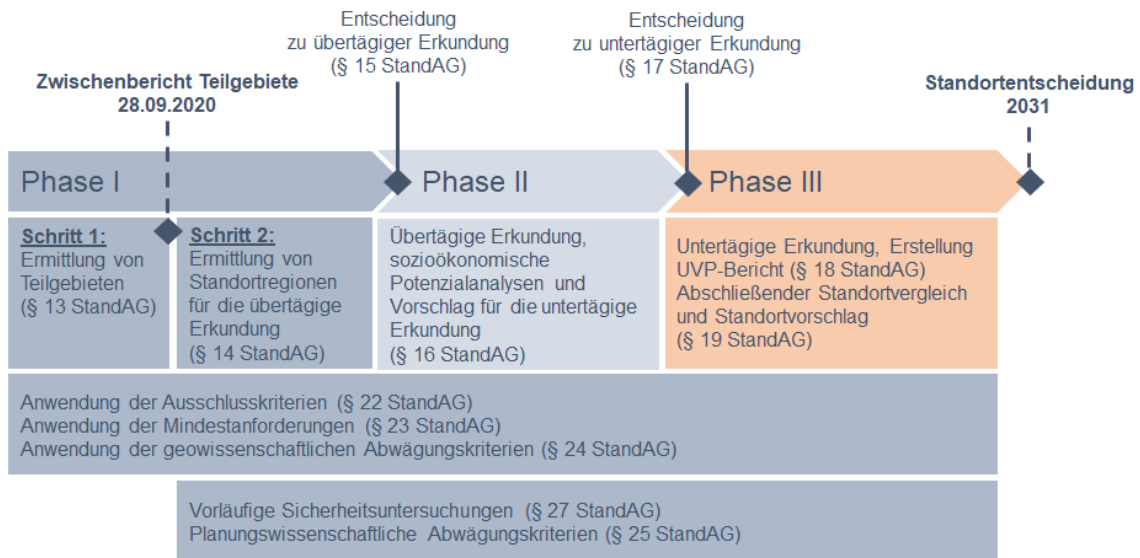 Entscheidung
zu übertägiger Erkundung
(§ 15 StandAG)
Entscheidung
zu untertägiger Erkundung
(§ 17 StandAG)
Zwischenbericht Teilgebiete
28.09.2020
Standortentscheidung
2031
Phase I
Phase II
Phase III
Schritt 1:
Ermittlung von
Teilgebieten
(§ 13 StandAG)
Schritt 2:
Ermittlung von
Standortregionen
für die übertägige
Erkundung
(§ 14 StandAG)
Übertägige Erkundung,
sozioökonomische
Potenzialanalysen und
Vorschlag für die untertägige
Erkundung
(§ 16 StandAG)
Untertägige Erkundung, Erstellung
UVP-Bericht (§ 18 StandAG)
Abschließender Standortvergleich
und Standortvorschlag
(§ 19 StandAG)
Anwendung der Ausschlusskriterien (§ 22 StandAG)
Anwendung der Mindestanforderungen (§ 23 StandAG)
Anwendung der geowissenschaftlichen Abwägungskriterien (§ 24 StandAG)
Vorläufige Sicherheitsuntersuchungen (§ 27 StandAG)
Planungswissenschaftliche Abwägungskriterien (§ 25 StandAG)